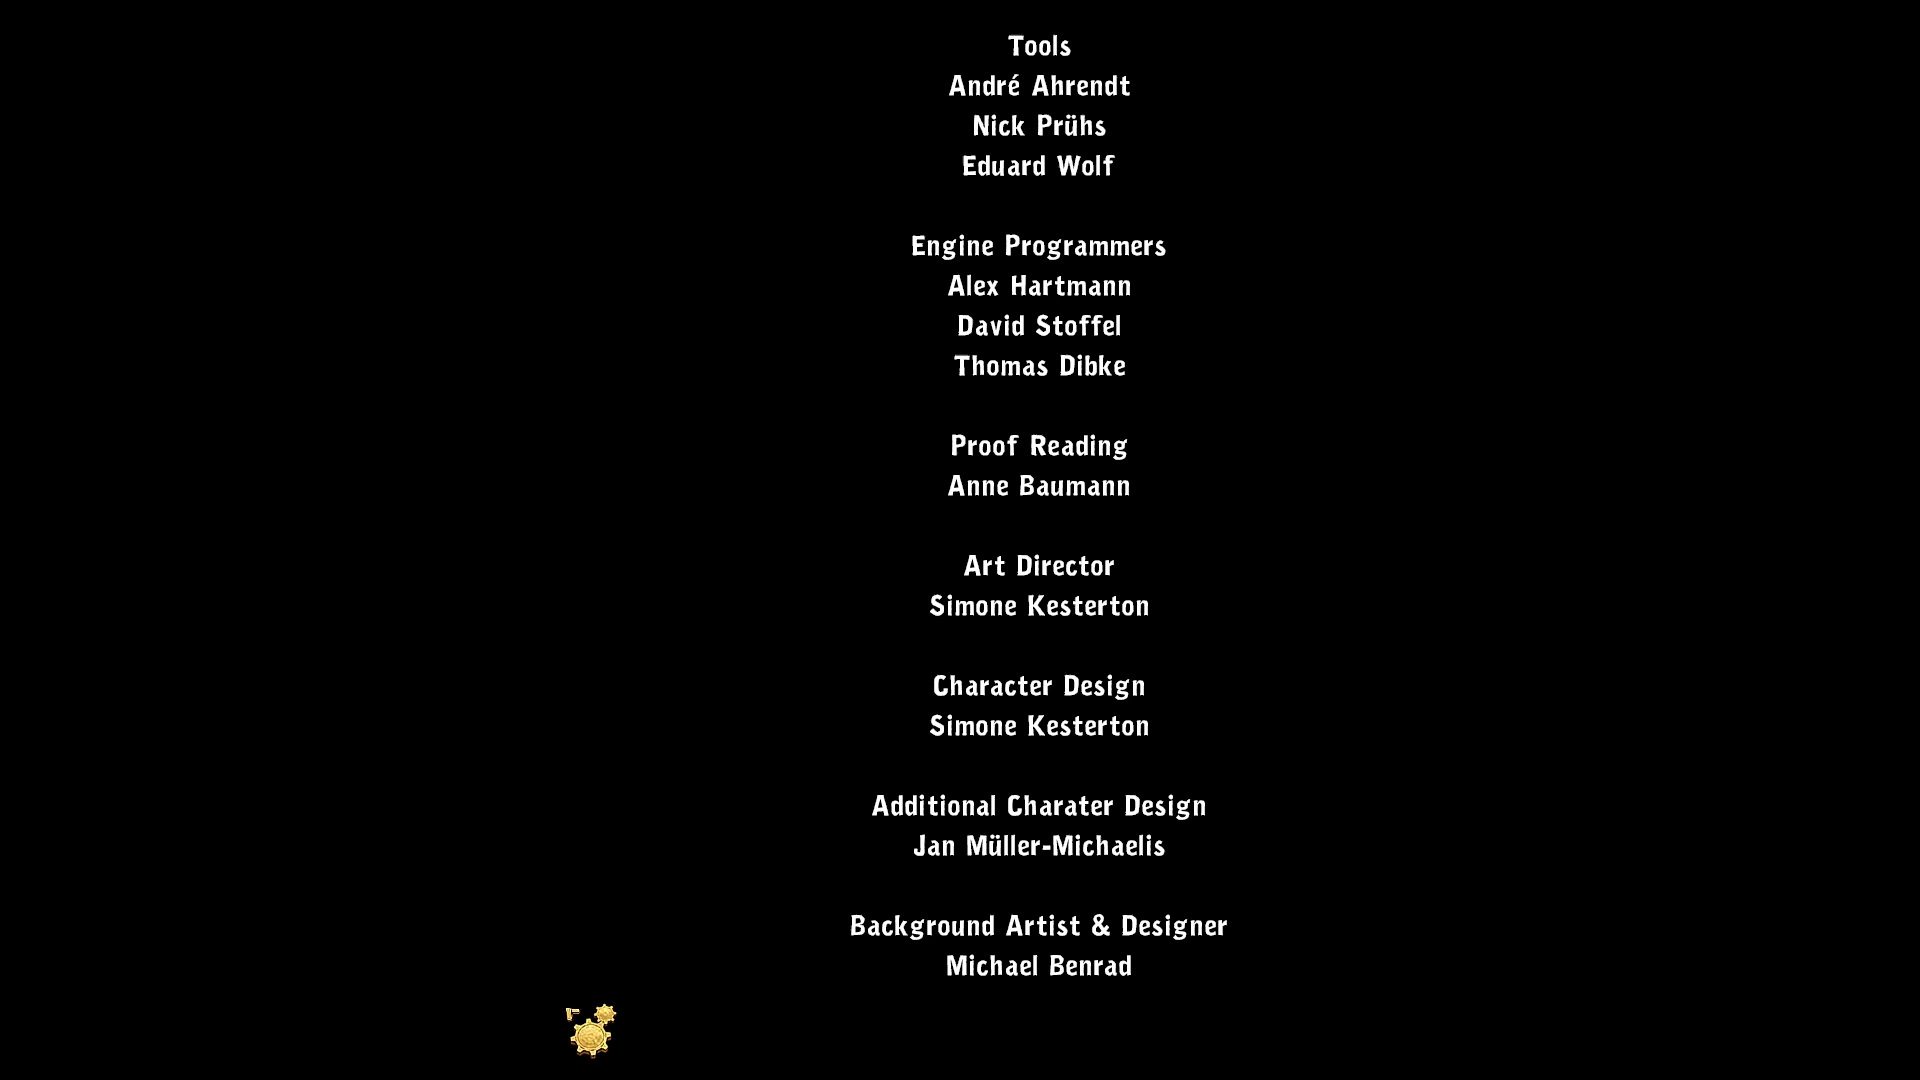 Tools
André Ahrendt
Nick Prühs
Eduard Wolf
Engine Programmers
Alex Hartmann
David Stoffel
Thomas Dibke
Proof Reading
Anne Baumann
Art Director
Simone Kesterton
Character Design
Simone Kesterton
Additional Charater Design
Jan Müller-Michaelis
Background Artist & Designer
Michael Benrad